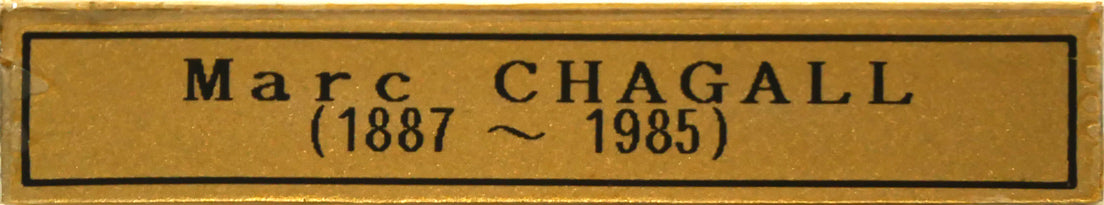 Marc CHAGALL
(1887 ～ 1985)